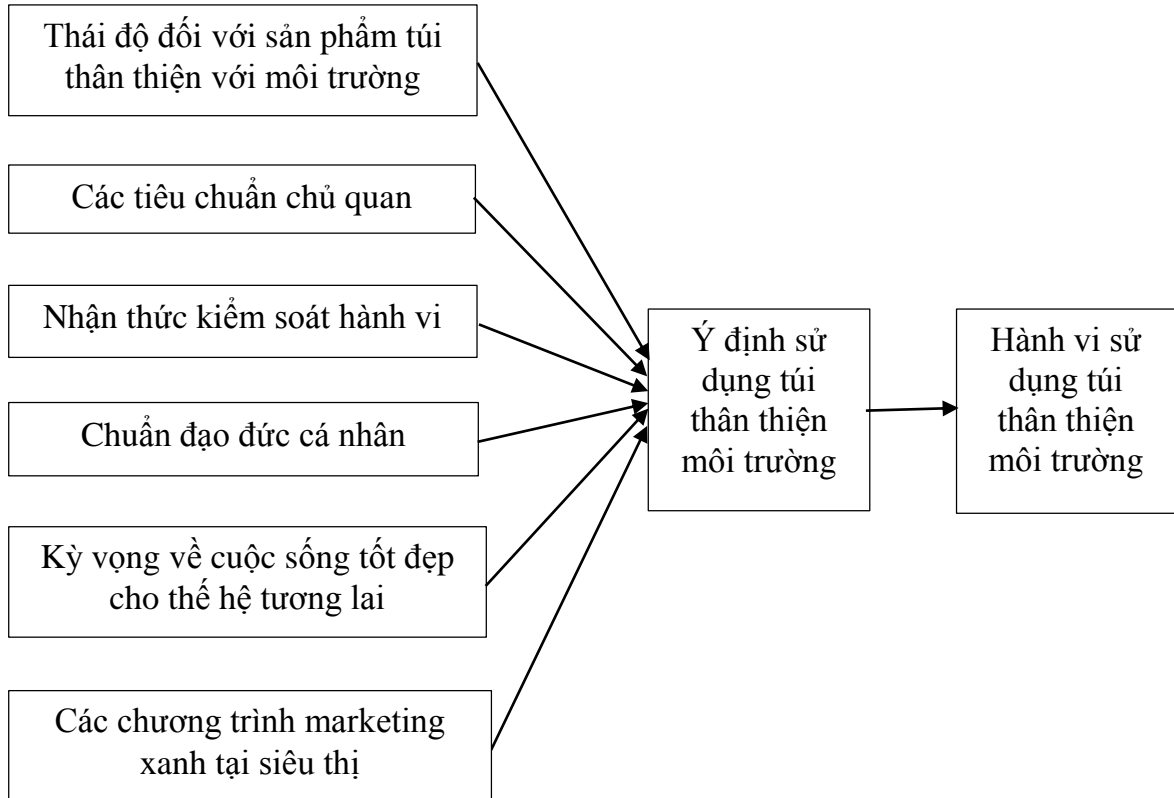 Thái độ đối với sản phẩm túi
thân thiện với môi trường
Các tiêu chuẩn chủ quan
Nhận thức kiểm soát hành vi
Chuẩn đạo đức cá nhân
Kỳ vọng về cuộc sống tốt đẹp
cho thế hệ tương lai
Các chương trình marketing
xanh tại siêu thị
Ý định sử
dụng túi
thân thiện
môi trường
Hành vi sử
dụng túi
thân thiện
môi trường